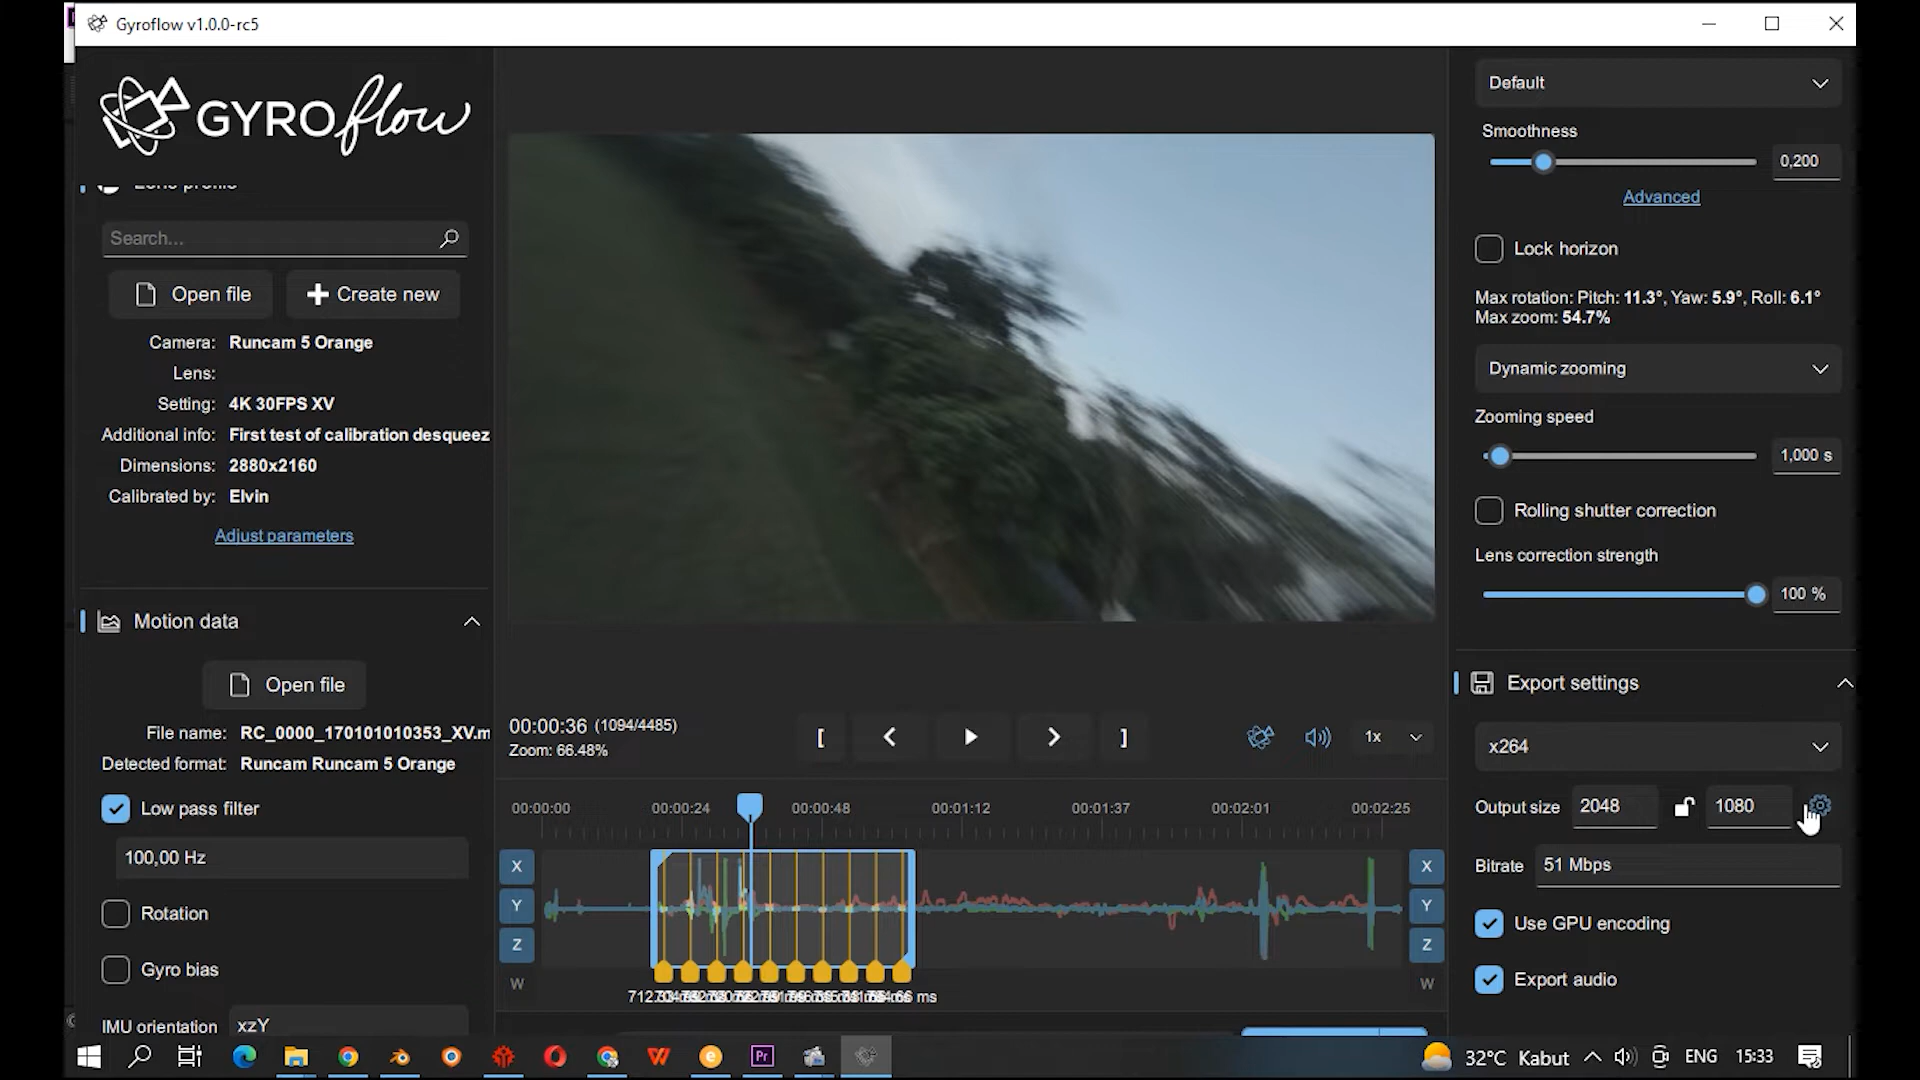 Gyroflow v1.0.0-rc5
GYROflow
Lens profile
Search...
Open file
Create new
Camera: Runcam 5 Orange
Lens:
Setting: 4K 30FPS XV
Additional info: First test of calibration desqueez
Dimensions: 2880x2160
Calibrated by: Elvin
Adjust parameters
Motion data
Open file
File name: RC_0000_170101010353_XV.m
Detected format: Runcam Runcam 5 Orange
Low pass filter
100,00 Hz
Rotation
Gyro bias
IMU orientation xzY
00:00:36 (1094/4485)
Zoom: 66.48%
[
]
1x
00:00:00 00:00:24 00:00:48 00:01:12 00:01:37 00:02:01 00:02:25
X X
Y Y
Z Z
W W
Default
Smoothness
0,200
Advanced
Lock horizon
Max rotation: Pitch: 11.3°, Yaw: 5.9°, Roll: 6.1°
Max zoom: 54.7%
Dynamic zooming
Zooming speed
1,000 s
Rolling shutter correction
Lens correction strength
100 %
Export settings
x264
Output size 2048 1080
Bitrate 51 Mbps
Use GPU encoding
Export audio
Pr
32°C Kabut ENG 15:33